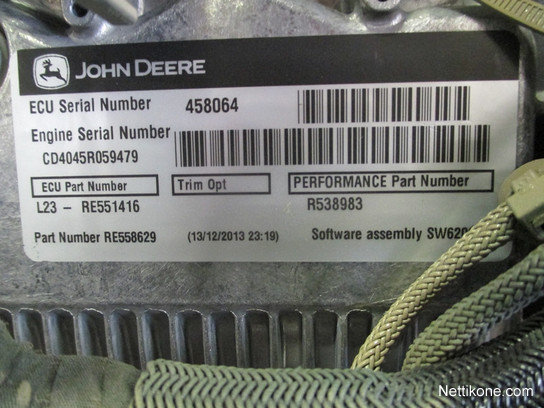 JOHN DEERE
ECU Serial Number 458064
Engine Serial Number
CD4045R059479
ECU Part Number Trim Opt PERFORMANCE Part Number
L23 - RE551416 R538983
Part Number RE558629 (13/12/2013 23:19) Software assembly
Nettikone.com